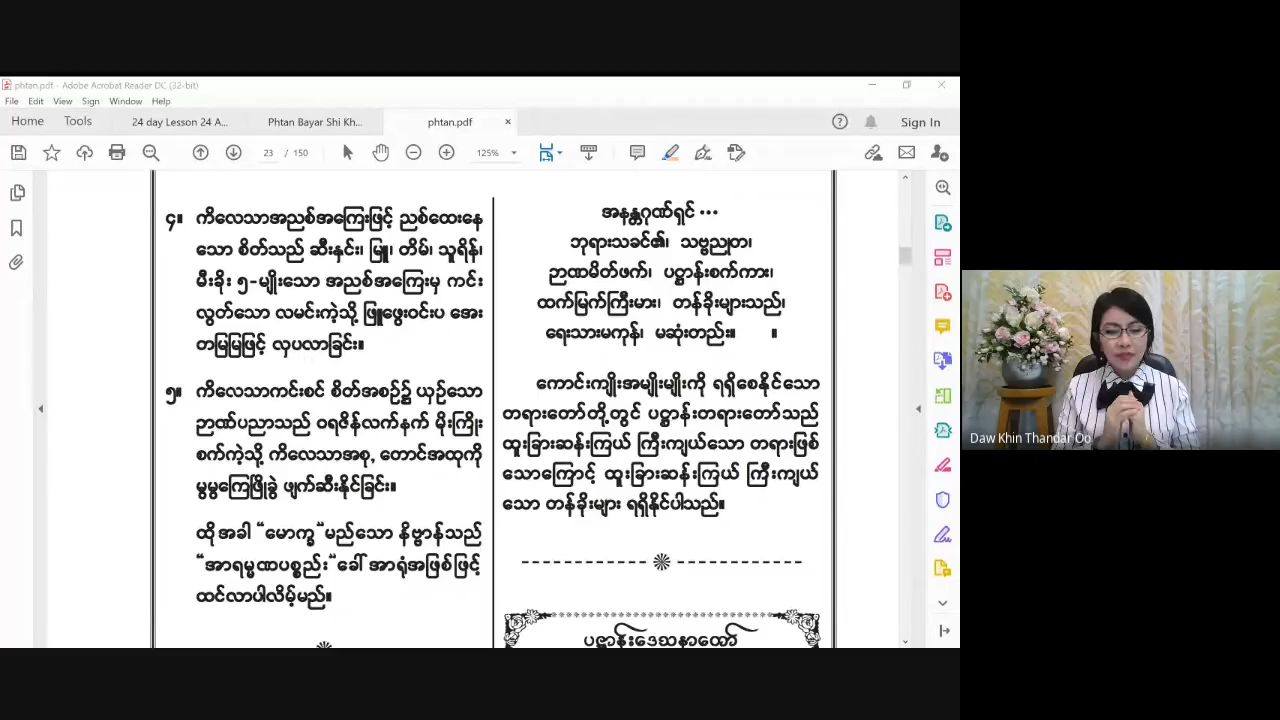 phtan.pdf - Adobe Acrobat Reader DC (32-bit)
File Edit View Sign Window Help
Home Tools 24 day Lesson 24 A... Phtan Bayar Shi Kh... phtan.pdf × Sign In
23 / 150 125%
၄။ ကိလေသာအညစ်အကြေးဖြင့် ညစ်ထေးနေ
သော စိတ်သည် ဆီးနှင်း၊ မြူ၊ တိမ်၊ သူရိန်၊
မီးခိုး ၅-မျိုးသော အညစ်အကြေးမှ ကင်း
လွတ်သော လမင်းကဲ့သို့ ဖြူဖွေးဝင်းပ အေး
တမြမြဖြင့် လှပလာခြင်း။
၅။ ကိလေသာကင်းစင် စိတ်အစဉ်၌ ယှဉ်သော
ဉာဏ်ပညာသည် ဝရဇိန်လက်နက် မိုးကြိုး
စက်ကဲ့သို့ ကိလေသာအစု, တောင်အထုကို
မွမွကြေဖြိုခွဲ ဖျက်ဆီးနိုင်ခြင်း။
ထိုအခါ “မောက္ခ”မည်သော နိဗ္ဗာန်သည်
“အာရမ္မဏပစ္စည်း”ခေါ် အာရုံအဖြစ်ဖြင့်
ထင်လာပါလိမ့်မည်။
အနန္တဂုဏ်ရှင် •••
ဘုရားသခင်၏၊ သဗ္ဗညုတ၊
ဉာဏမိတ်ဖက်၊ ပဋ္ဌာန်းစက်ကား၊
ထက်မြက်ကြီးမား၊ တန်ခိုးများသည်၊
ရေးသားမကုန်၊ မဆုံးတည်း။ ။
ကောင်းကျိုးအမျိုးမျိုးကို ရရှိစေနိုင်သော
တရားတော်တို့တွင် ပဋ္ဌာန်းတရားတော်သည်
ထူးခြားဆန်းကြယ် ကြီးကျယ်သော တရားဖြစ်
သောကြောင့် ထူးခြားဆန်းကြယ် ကြီးကျယ်
သော တန်ခိုးများ ရရှိနိုင်ပါသည်။
ပဋ္ဌာန်းဒေသနာတော်
Daw Khin Thandar Oo